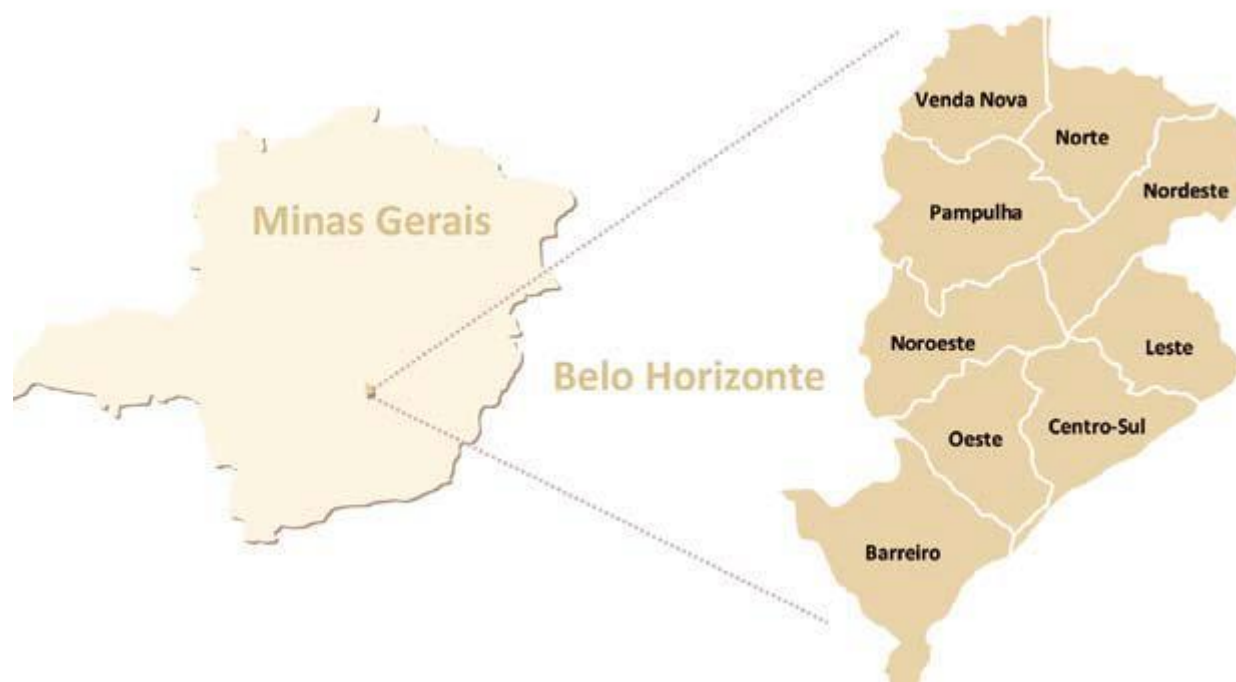 Minas Gerais
Belo Horizonte
Venda Nova
Norte
Nordeste
Pampulha
Noroeste
Leste
Oeste
Centro-Sul
Barreiro